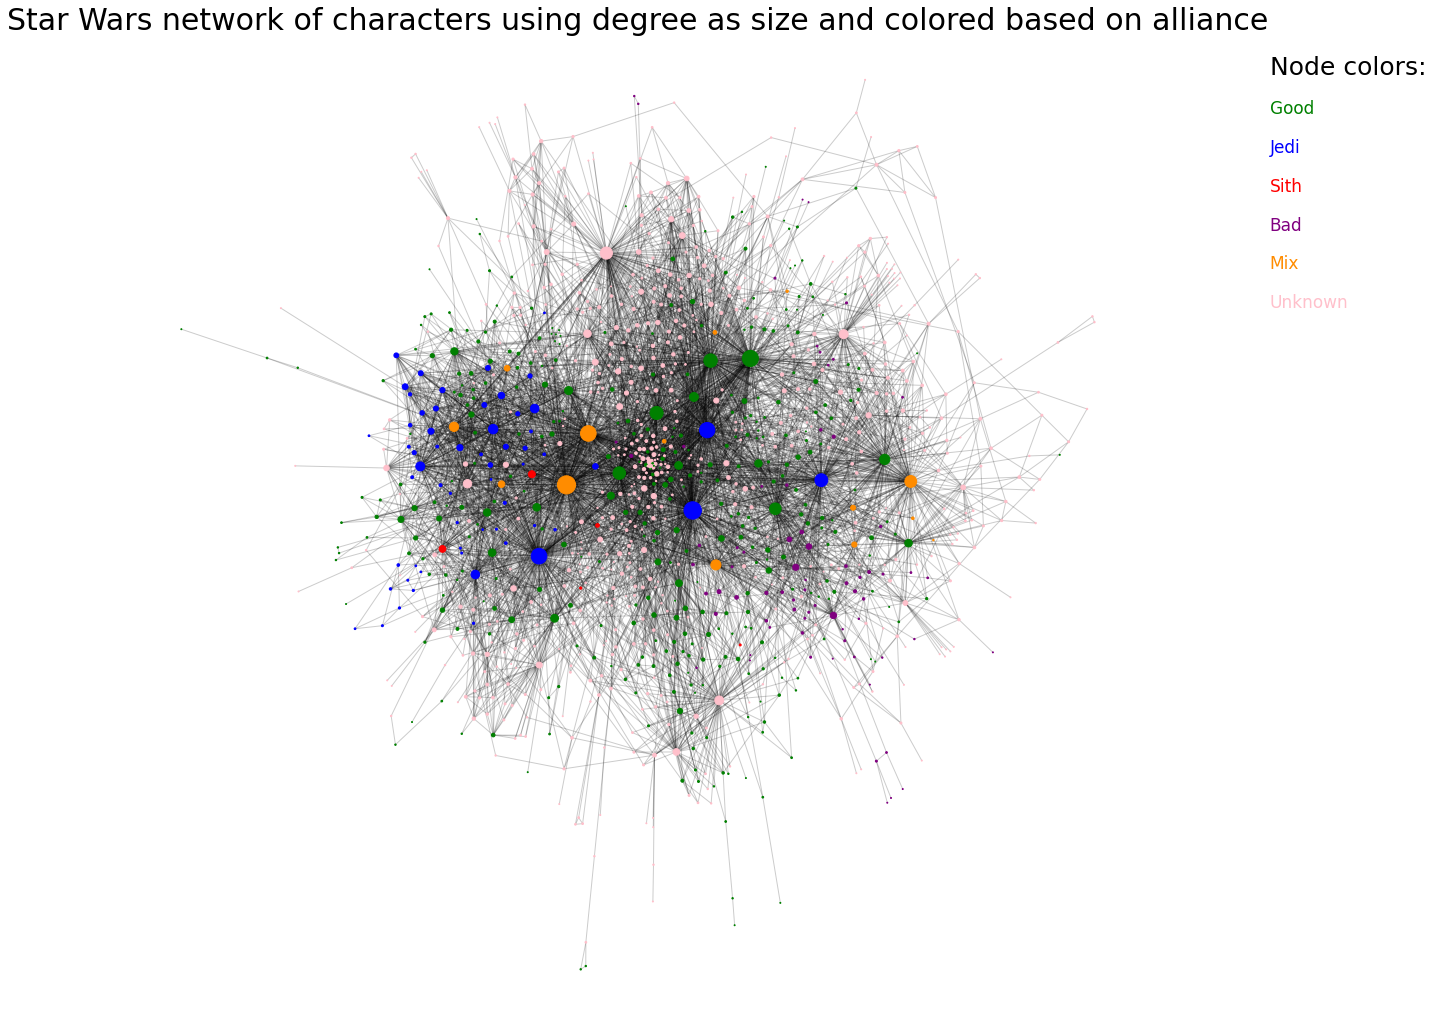 Star Wars network of characters using degree as size and colored based on alliance
Node colors:
Good
Jedi
Sith
Bad
Mix
Unknown